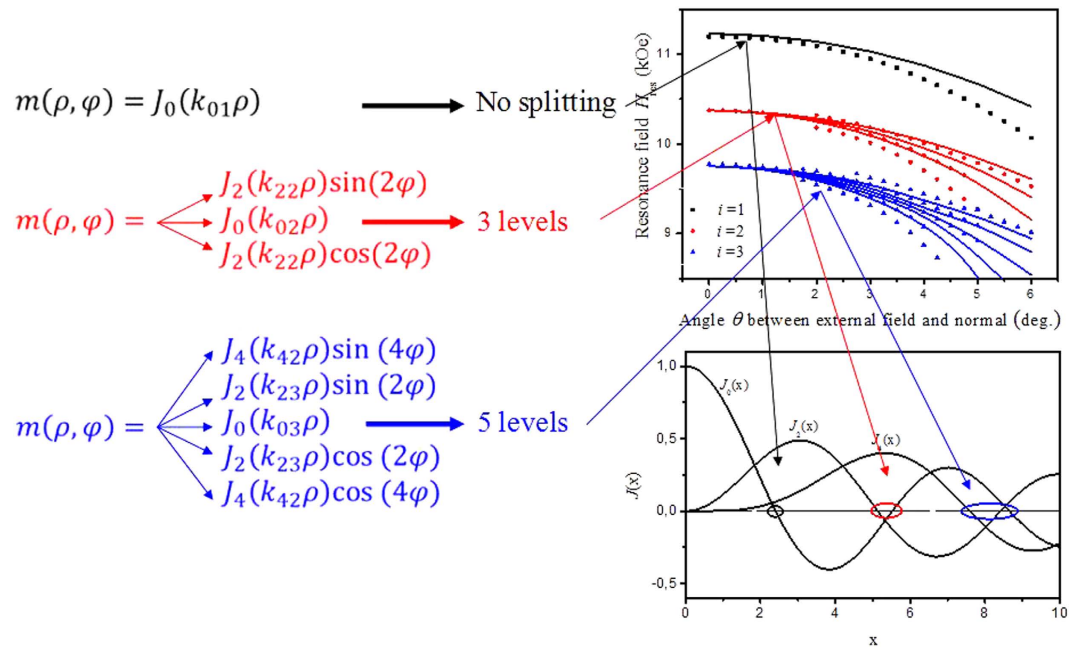 m(ρ, φ) = J₀(k₀₁ρ)
No splitting
m(ρ, φ) =
J₂(k₂₂ρ)sin(2φ)
J₀(k₀₂ρ)
J₂(k₂₂ρ)cos(2φ)
3 levels
m(ρ, φ) =
J₄(k₄₂ρ)sin (4φ)
J₂(k₂₃ρ)sin (2φ)
J₀(k₀₃ρ)
J₂(k₂₃ρ)cos (2φ)
J₄(k₄₂ρ)cos (4φ)
5 levels
Resonance field H_res (kOe)
11
10
9
i =1
i =2
i =3
0 1 2 3 4 5 6
Angle θ between external field and normal (deg.)
J(x)
1,0
0,5
0,0
-0,5
J₀(x)
J₂(x)
(x)
0 2 4 6 8 10
x